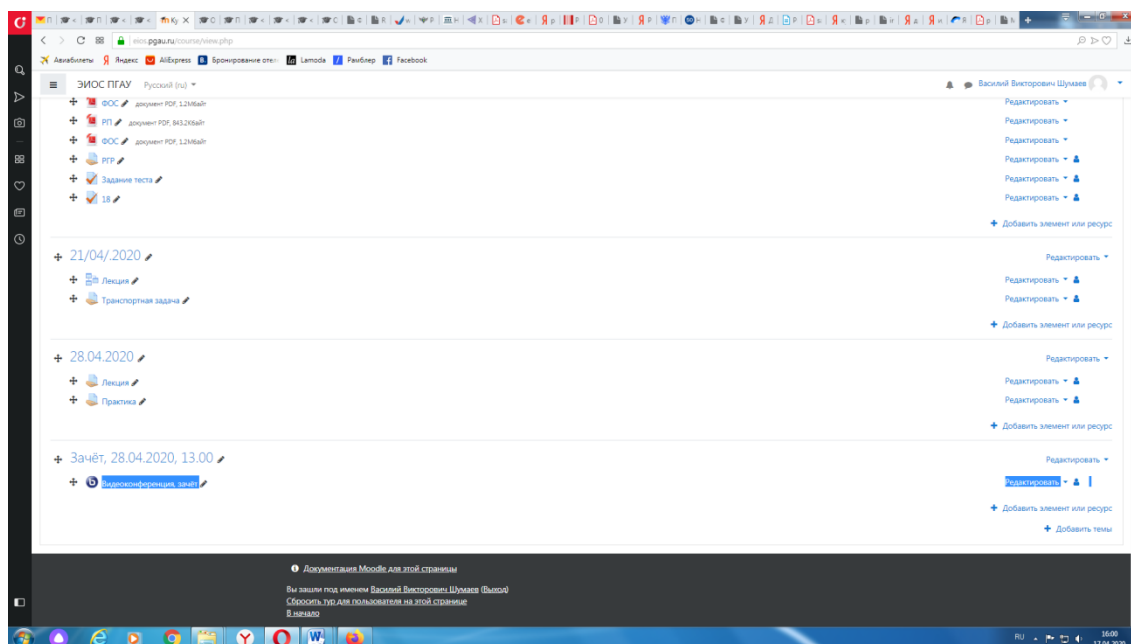 eios.pgau.ru/course/view.php
Авиабилеты Яндекс AliExpress Бронирование отел Lamoda Рамблер Facebook
ЭИОС ПГАУ Русский (ru) Василий Викторович Шумаев
ФОС документ PDF, 1.2Мбайт Редактировать
РП документ PDF, 843.2Кбайт Редактировать
ФОС документ PDF, 1.2Мбайт Редактировать
РГР Редактировать
Задание теста Редактировать
18 Редактировать
Добавить элемент или ресурс
21/04/.2020 Редактировать
Лекция Редактировать
Транспортная задача Редактировать
Добавить элемент или ресурс
28.04.2020 Редактировать
Лекция Редактировать
Практика Редактировать
Добавить элемент или ресурс
Зачёт, 28.04.2020, 13.00 Редактировать
Видеоконференция, зачёт Редактировать
Добавить элемент или ресурс
Добавить темы
Документация Moodle для этой страницы
Вы зашли под именем Василий Викторович Шумаев (Выход)
Сбросить тур для пользователя на этой странице
В начало
RU 16:00
17.04.2020